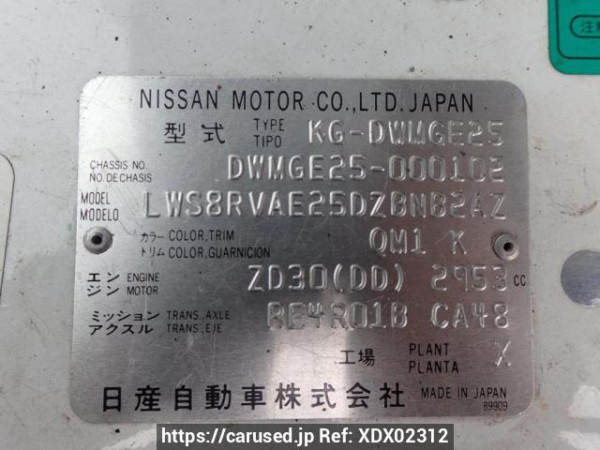 注意
NISSAN MOTOR CO.,LTD. JAPAN
型式 TYPE TIPO KG-DWMGE25
CHASSIS NO. NO. DE CHASIS DWMGE25-000102
MODEL MODELO LWS8RVAE25DZBN82AZ
カラー COLOR,TRIM QM1 K
トリム COLOR,GUARNICION
エンジン ENGINE MOTOR ZD30(DD) 2953 cc
ミッション TRANS.,AXLE RE4R01B CA48
アクスル TRANS.,EJE
工場 PLANT PLANTA X
日産自動車株式会社 MADE IN JAPAN
89909
https://carused.jp Ref: XDX02312